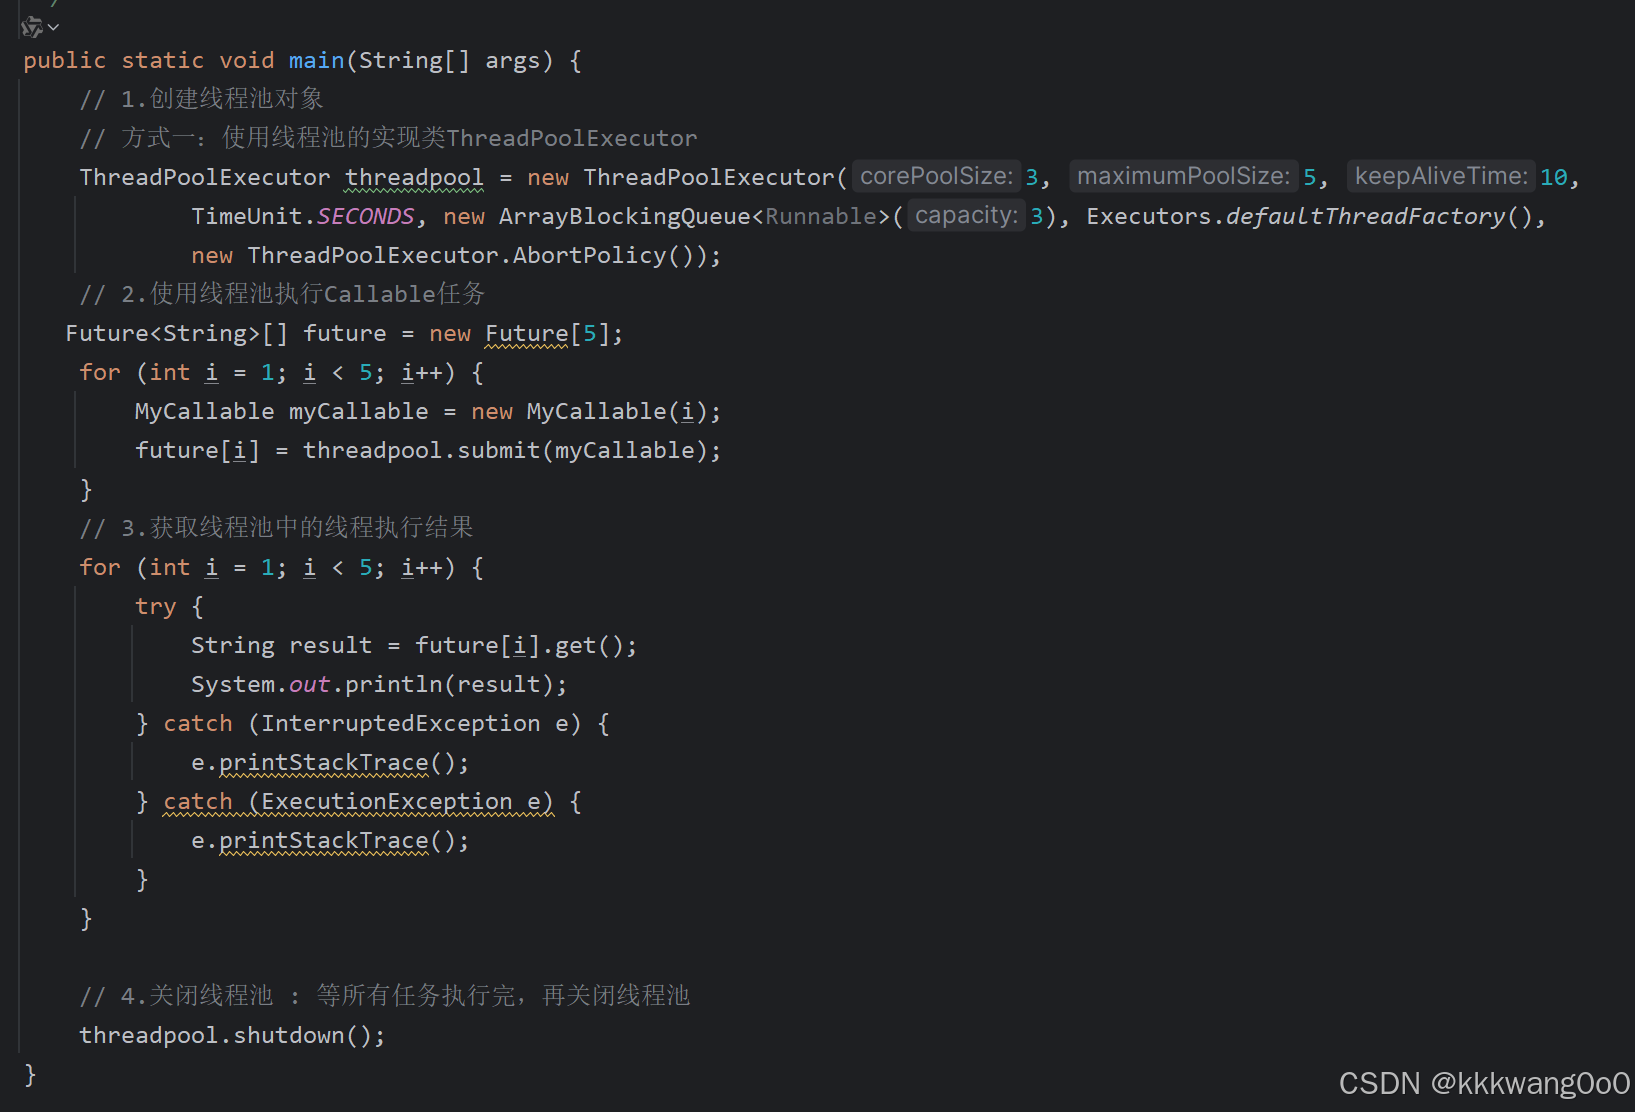 public static void main(String[] args) {
// 1.创建线程池对象
// 方式一：使用线程池的实现类ThreadPoolExecutor
ThreadPoolExecutor threadpool = new ThreadPoolExecutor( corePoolSize: 3, maximumPoolSize: 5, keepAliveTime: 10,
TimeUnit.SECONDS, new ArrayBlockingQueue<Runnable>( capacity: 3), Executors.defaultThreadFactory(),
new ThreadPoolExecutor.AbortPolicy());
// 2.使用线程池执行Callable任务
Future<String>[] future = new Future[5];
for (int i = 1; i < 5; i++) {
MyCallable myCallable = new MyCallable(i);
future[i] = threadpool.submit(myCallable);
}
// 3.获取线程池中的线程执行结果
for (int i = 1; i < 5; i++) {
try {
String result = future[i].get();
System.out.println(result);
} catch (InterruptedException e) {
e.printStackTrace();
} catch (ExecutionException e) {
e.printStackTrace();
}
}
// 4.关闭线程池 : 等所有任务执行完，再关闭线程池
threadpool.shutdown();
}
CSDN @kkkwang0o0